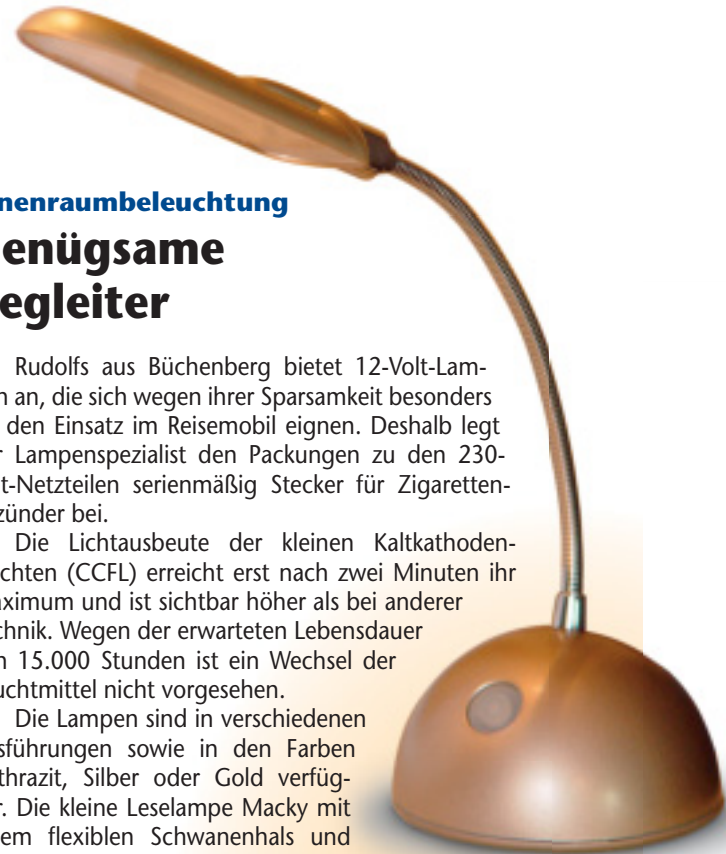 nenraumbeleuchtung
enügsame
egleiter
Rudolfs aus Büchenberg bietet 12-Volt-Lam-
n an, die sich wegen ihrer Sparsamkeit besonders
den Einsatz im Reisemobil eignen. Deshalb legt
r Lampenspezialist den Packungen zu den 230-
t-Netzteilen serienmäßig Stecker für Zigaretten-
zünder bei.
Die Lichtausbeute der kleinen Kaltkathoden-
chten (CCFL) erreicht erst nach zwei Minuten ihr
aximum und ist sichtbar höher als bei anderer
chnik. Wegen der erwarteten Lebensdauer
n 15.000 Stunden ist ein Wechsel der
uchtmittel nicht vorgesehen.
Die Lampen sind in verschiedenen
sführungen sowie in den Farben
thrazit, Silber oder Gold verfüg-
r. Die kleine Leselampe Macky mit
em flexiblen Schwanenhals und